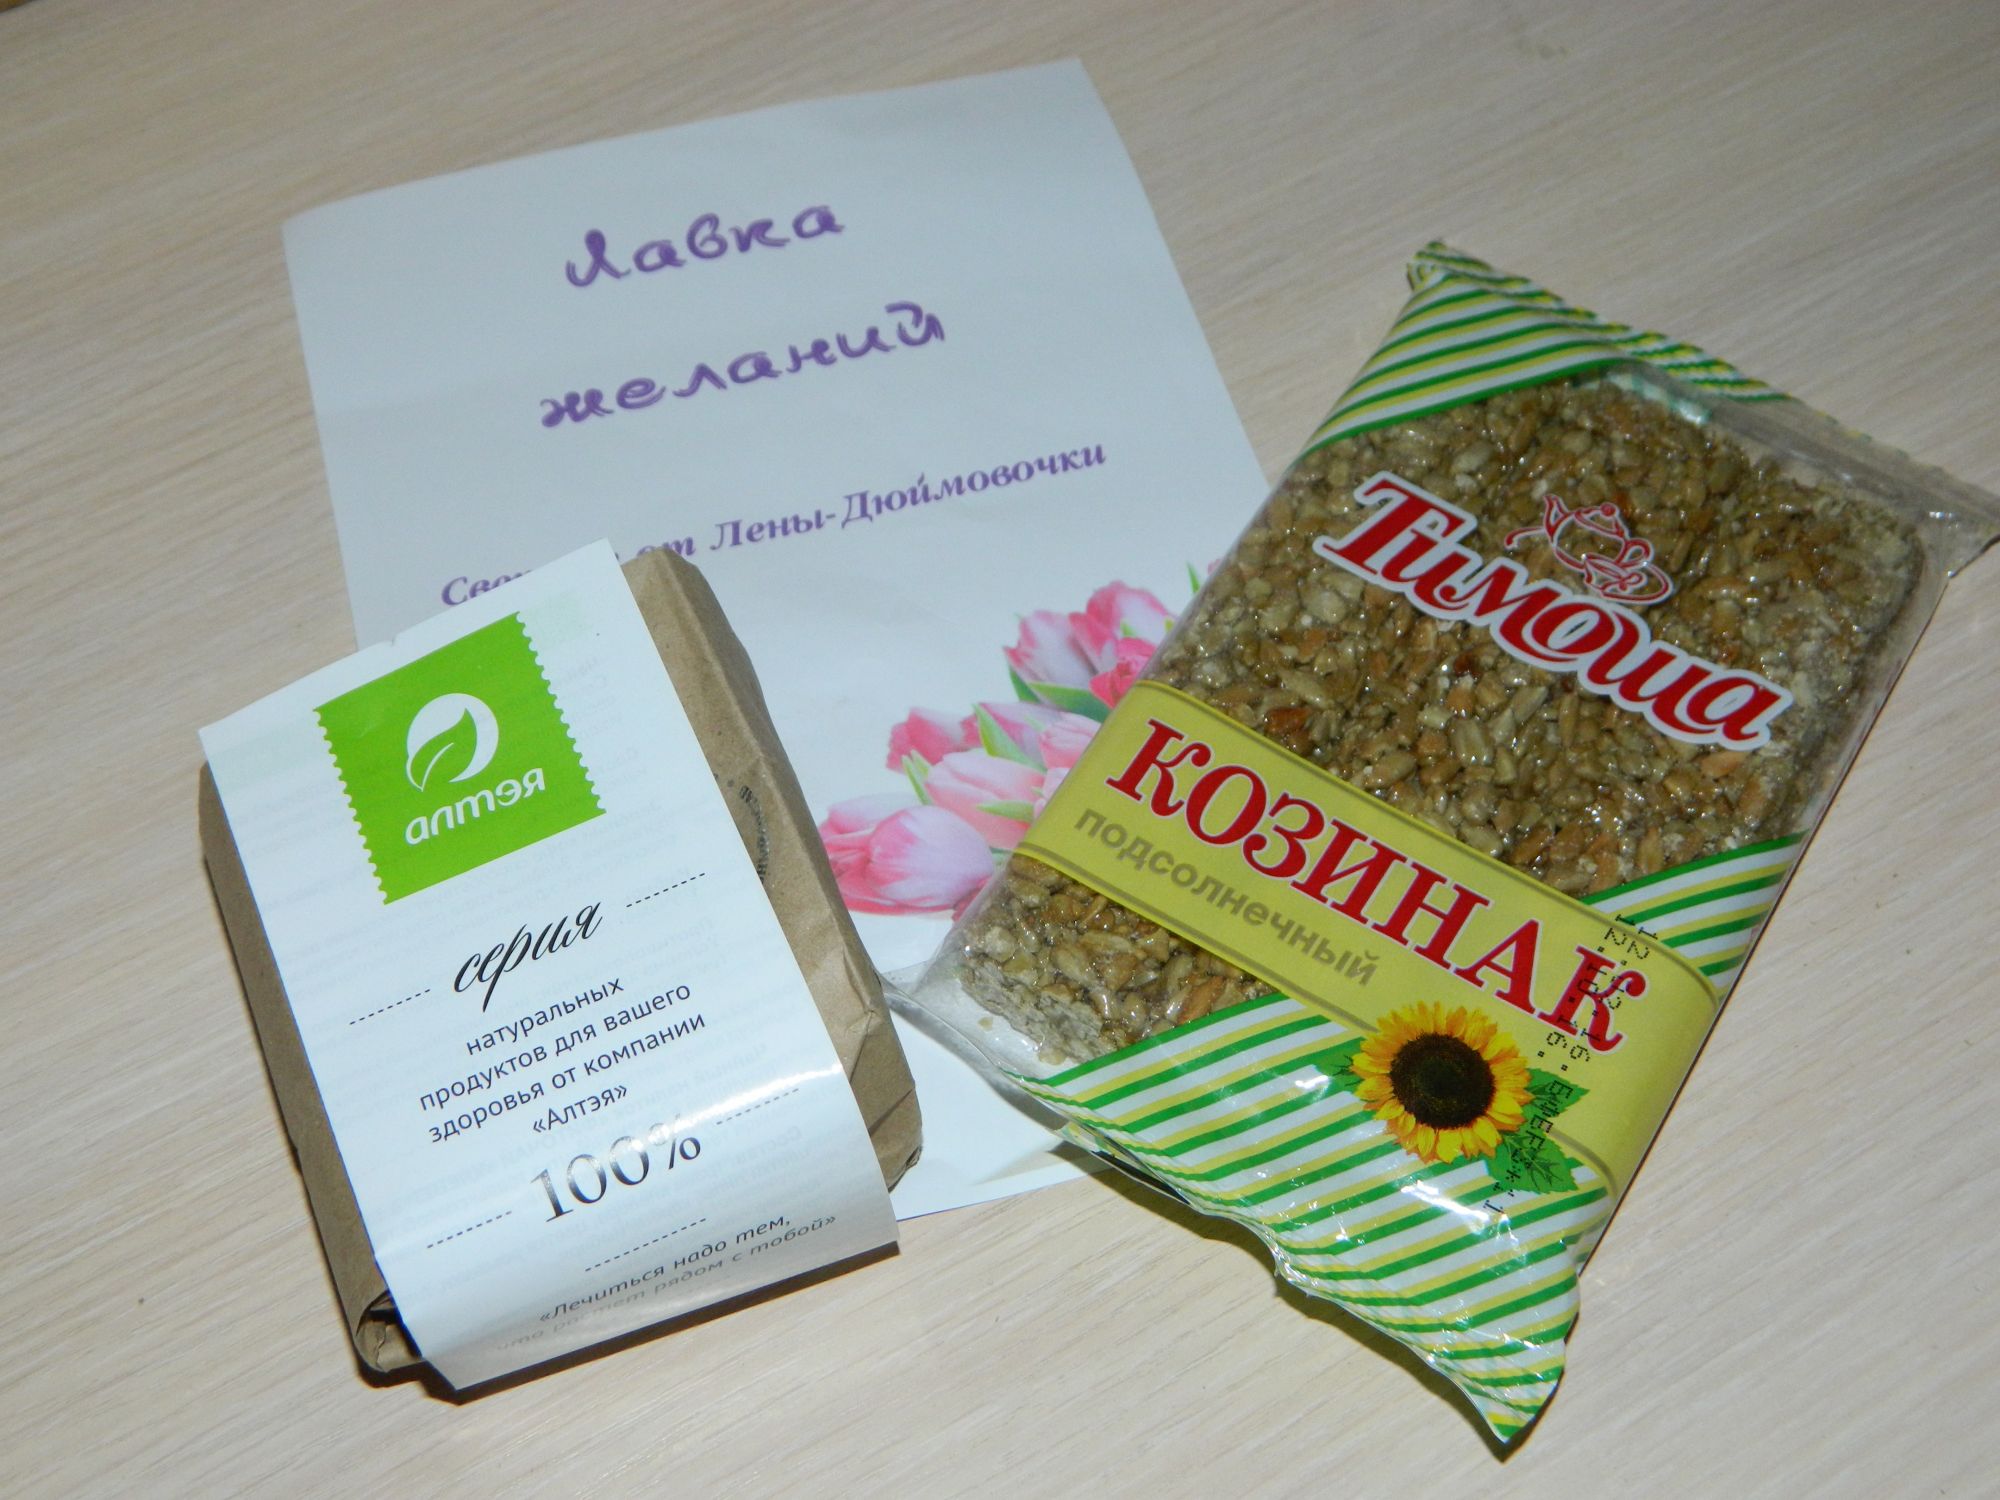 Лавка
желаний
от Лены-Дюймовочки
алтэя
серия
натуральных
продуктов для вашего
здоровья от компании
«Алтэя»
100%
«Лечиться надо тем,
растет рядом с тобой»
Тимоша
КОЗИНАК
подсолнечный